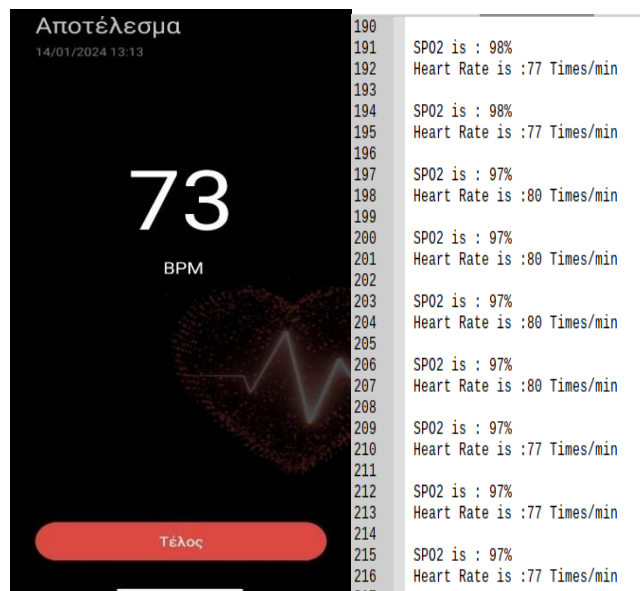 Αποτέλεσμα
14/01/2024 13:13
73
BPM
Τέλος
190
191 SPO2 is : 98%
192 Heart Rate is :77 Times/min
193
194 SPO2 is : 98%
195 Heart Rate is :77 Times/min
196
197 SPO2 is : 97%
198 Heart Rate is :80 Times/min
199
200 SPO2 is : 97%
201 Heart Rate is :80 Times/min
202
203 SPO2 is : 97%
204 Heart Rate is :80 Times/min
205
206 SPO2 is : 97%
207 Heart Rate is :80 Times/min
208
209 SPO2 is : 97%
210 Heart Rate is :77 Times/min
211
212 SPO2 is : 97%
213 Heart Rate is :77 Times/min
214
215 SPO2 is : 97%
216 Heart Rate is :77 Times/min